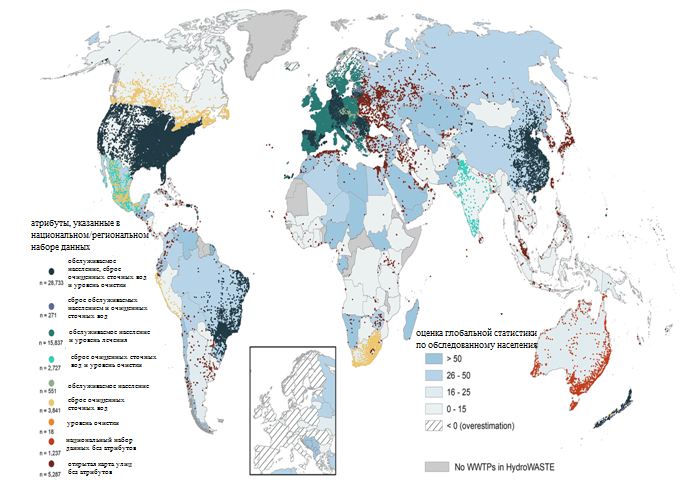 атрибуты, указанные в
национальном/региональном
наборе данных
обслуживаемое
население, сброс
очищенных сточных вод
и уровень очистки
n = 28,733
сброс обслуживаемых
населением и очищенных
сточных вод
n = 271
обслуживаемое население
и уровень лечения
n = 15,837
сброс очищенных сточных
вод и уровень очистки
n = 2,727
обслуживаемое население
n = 551
сброс очищенных
сточных вод
n = 3,841
уровень очистки
n = 18
национальный набор
данных без атрибутов
n = 1,237
открытая карта улиц
без атрибутов
n = 5,287
оценка глобальной статистики
по обследованному населения
> 50
26 - 50
16 - 25
0 - 15
< 0 (overestimation)
No WWTPs in HydroWASTE